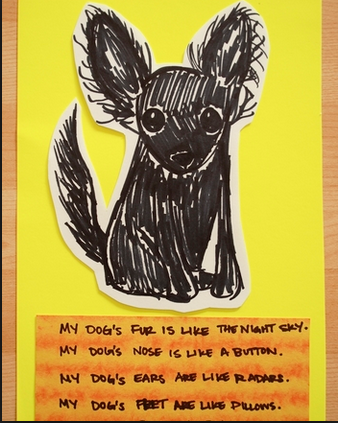 MY DOG'S FUR IS LIKE THE NIGHT SKY.
MY DOG'S NOSE IS LIKE A BUTTON.
MY DOG'S EARS ARE LIKE RADARS.
MY DOG'S FEET ARE LIKE PILLOWS.